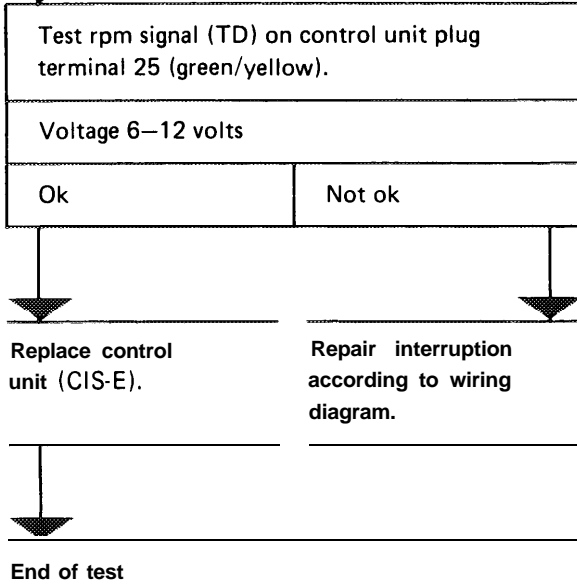 Test rpm signal (TD) on control unit plug
terminal 25 (green/yellow).
Voltage 6—12 volts
Ok
Not ok
Replace control
unit (CIS-E).
Repair interruption
according to wiring
diagram.
End of test